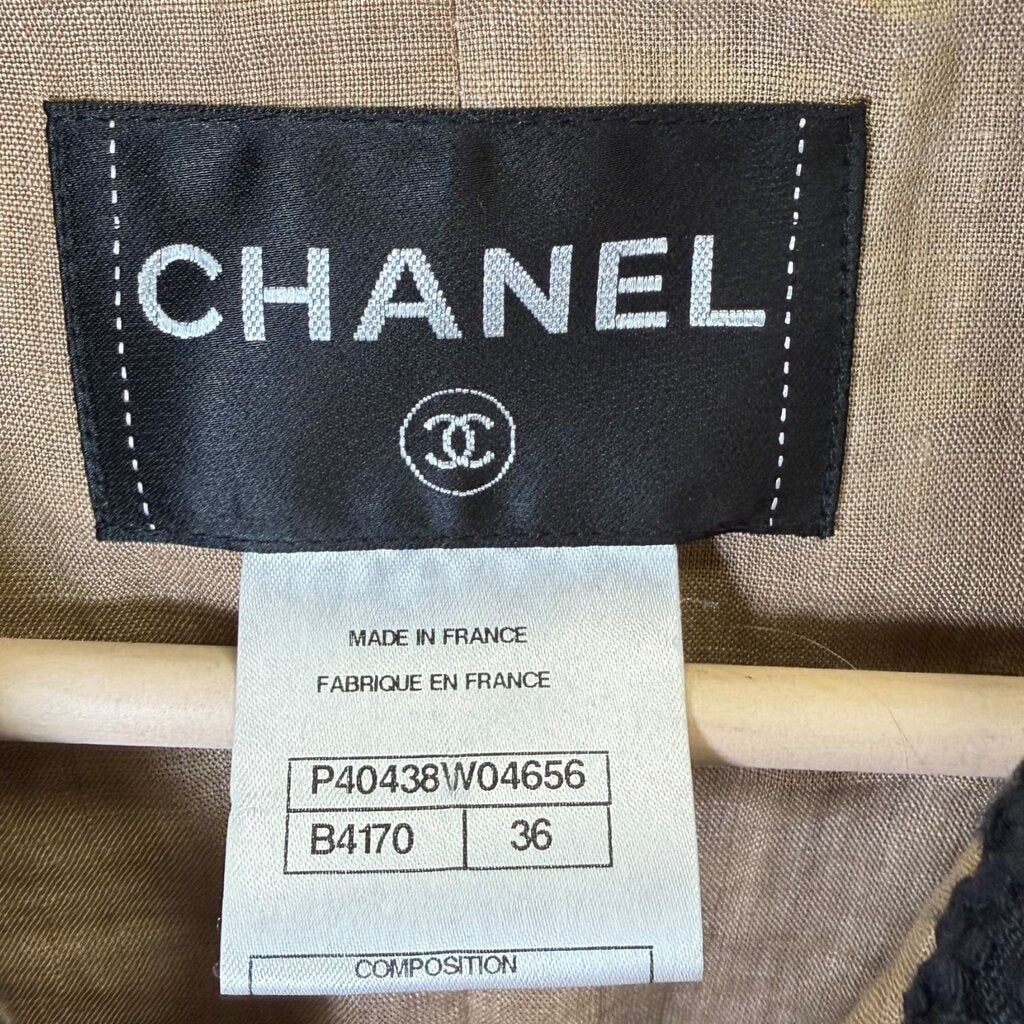 CHANEL
MADE IN FRANCE
FABRIQUE EN FRANCE
P40438W04656
B4170 36
COMPOSITION